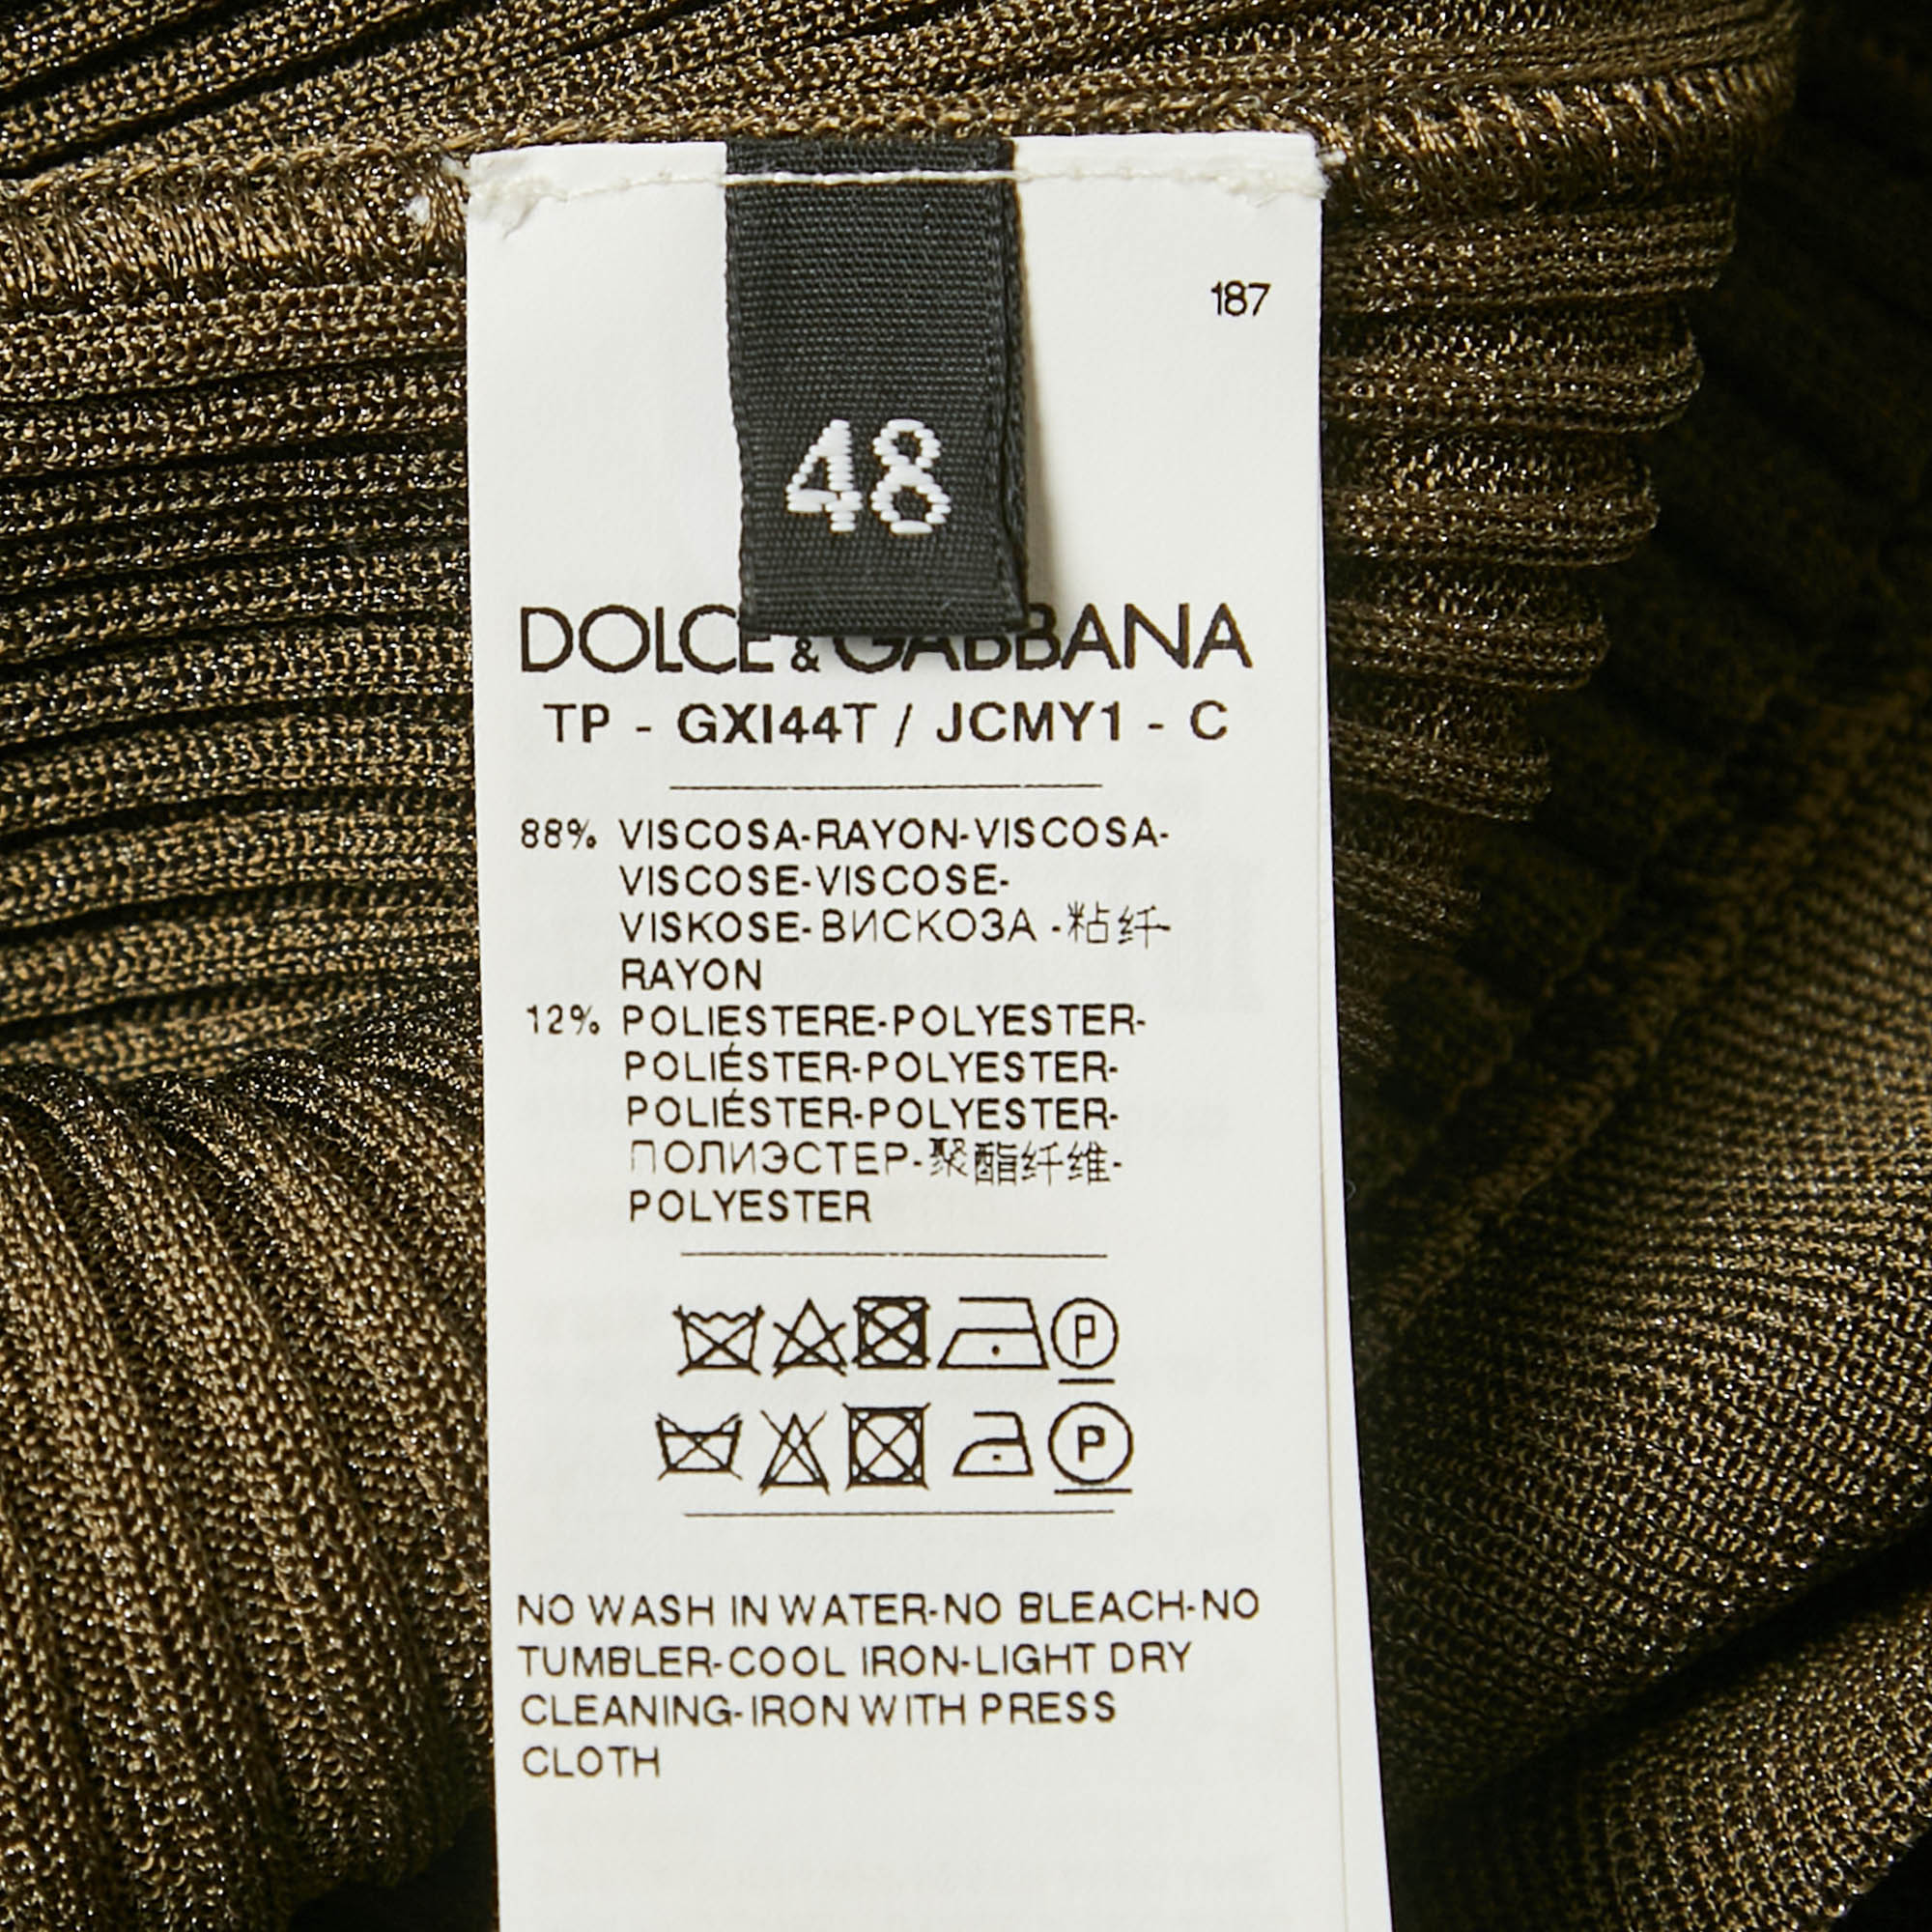 187
48
DOLCE & GABBANA
TP - GXI44T / JCMY1 - C
88% VISCOSA-RAYON-VISCOSA-
VISCOSE-VISCOSE-
VISKOSE-ВИСКОЗА -粘纤-
RAYON
12% POLIESTERE-POLYESTER-
POLIÉSTER-POLYESTER-
POLIÉSTER-POLYESTER-
ПОЛИЭСТЕР-聚酯纤维-
POLYESTER
P
P
NO WASH IN WATER-NO BLEACH-NO
TUMBLER-COOL IRON-LIGHT DRY
CLEANING-IRON WITH PRESS
CLOTH